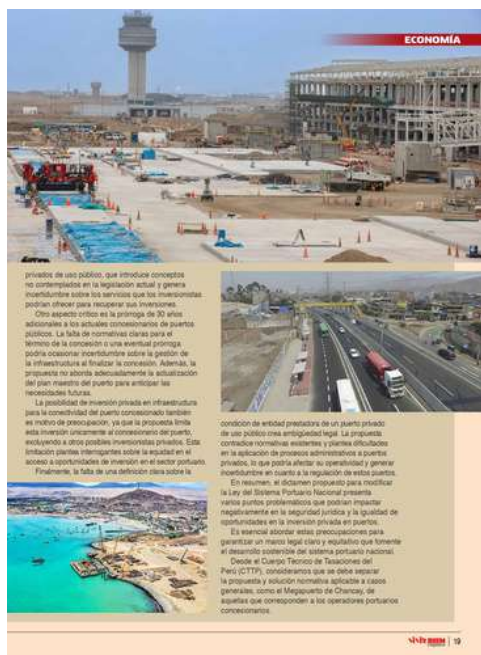 ECONOMÍA
privados de uso público, que introduce conceptos
no contemplados en la legislación actual y genera
incertidumbre sobre los servicios que los inversionistas
podrían ofrecer para recuperar sus inversiones.
Otro aspecto crítico es la prórroga de 30 años
adicionales a los actuales concesionarios de puertos
públicos. La falta de normativas claras para el
término de la concesión o una eventual prórroga
podría ocasionar incertidumbre sobre la gestión de
la infraestructura al finalizar la concesión. Además, la
propuesta no aborda adecuadamente la actualización
del plan maestro del puerto para anticipar las
necesidades futuras.
La posibilidad de inversión privada en infraestructura
para la conectividad del puerto concesionado también
es motivo de preocupación, ya que la propuesta limita
esta inversión únicamente al concesionario del puerto,
excluyendo a otros posibles inversionistas privados. Esta
limitación plantea interrogantes sobre la equidad en el
acceso a oportunidades de inversión en el sector portuario.
Finalmente, la falta de una definición clara sobre la
condición de entidad prestadora de un puerto privado
de uso público crea ambigüedad legal. La propuesta
contradice normativas existentes y plantea dificultades
en la aplicación de procesos administrativos a puertos
privados, lo que podría afectar su operatividad y generar
incertidumbre en cuanto a la regulación de estos puertos.
En resumen, el dictamen propuesto para modificar
la Ley del Sistema Portuario Nacional presenta
varios puntos problemáticos que podrían impactar
negativamente en la seguridad jurídica y la igualdad de
oportunidades en la inversión privada en puertos.
Es esencial abordar estas preocupaciones para
garantizar un marco legal claro y equitativo que fomente
el desarrollo sostenible del sistema portuario nacional.
Desde el Cuerpo Técnico de Tasaciones del
Perú (CTTP), consideramos que se debe separar
la propuesta y solución normativa aplicable a casos
generales, como el Megapuerto de Chancay, de
aquellas que corresponden a los operadores portuarios
concesionarios.
19